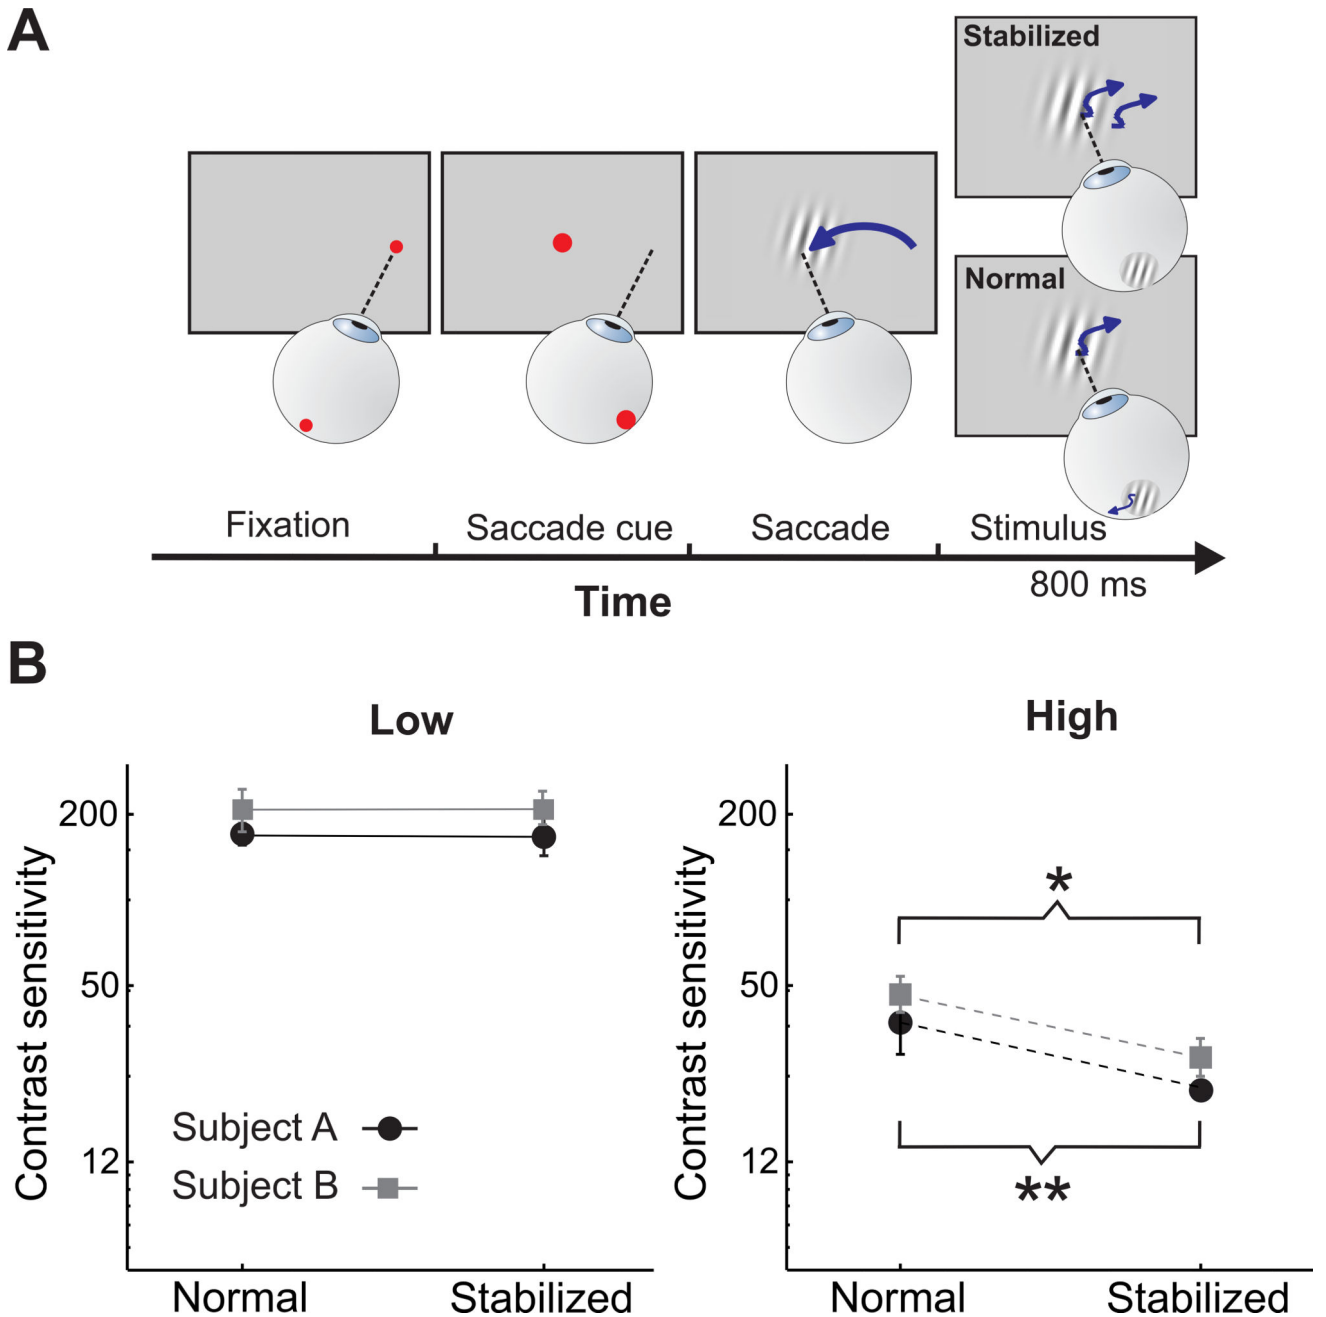 A
Stabilized
Normal
Fixation
Saccade cue
Saccade
Stimulus
800 ms
Time
B
Low
Contrast sensitivity
200
50
12
Subject A
Subject B
Normal
Stabilized
High
Contrast sensitivity
200
50
12
*
**
Normal
Stabilized